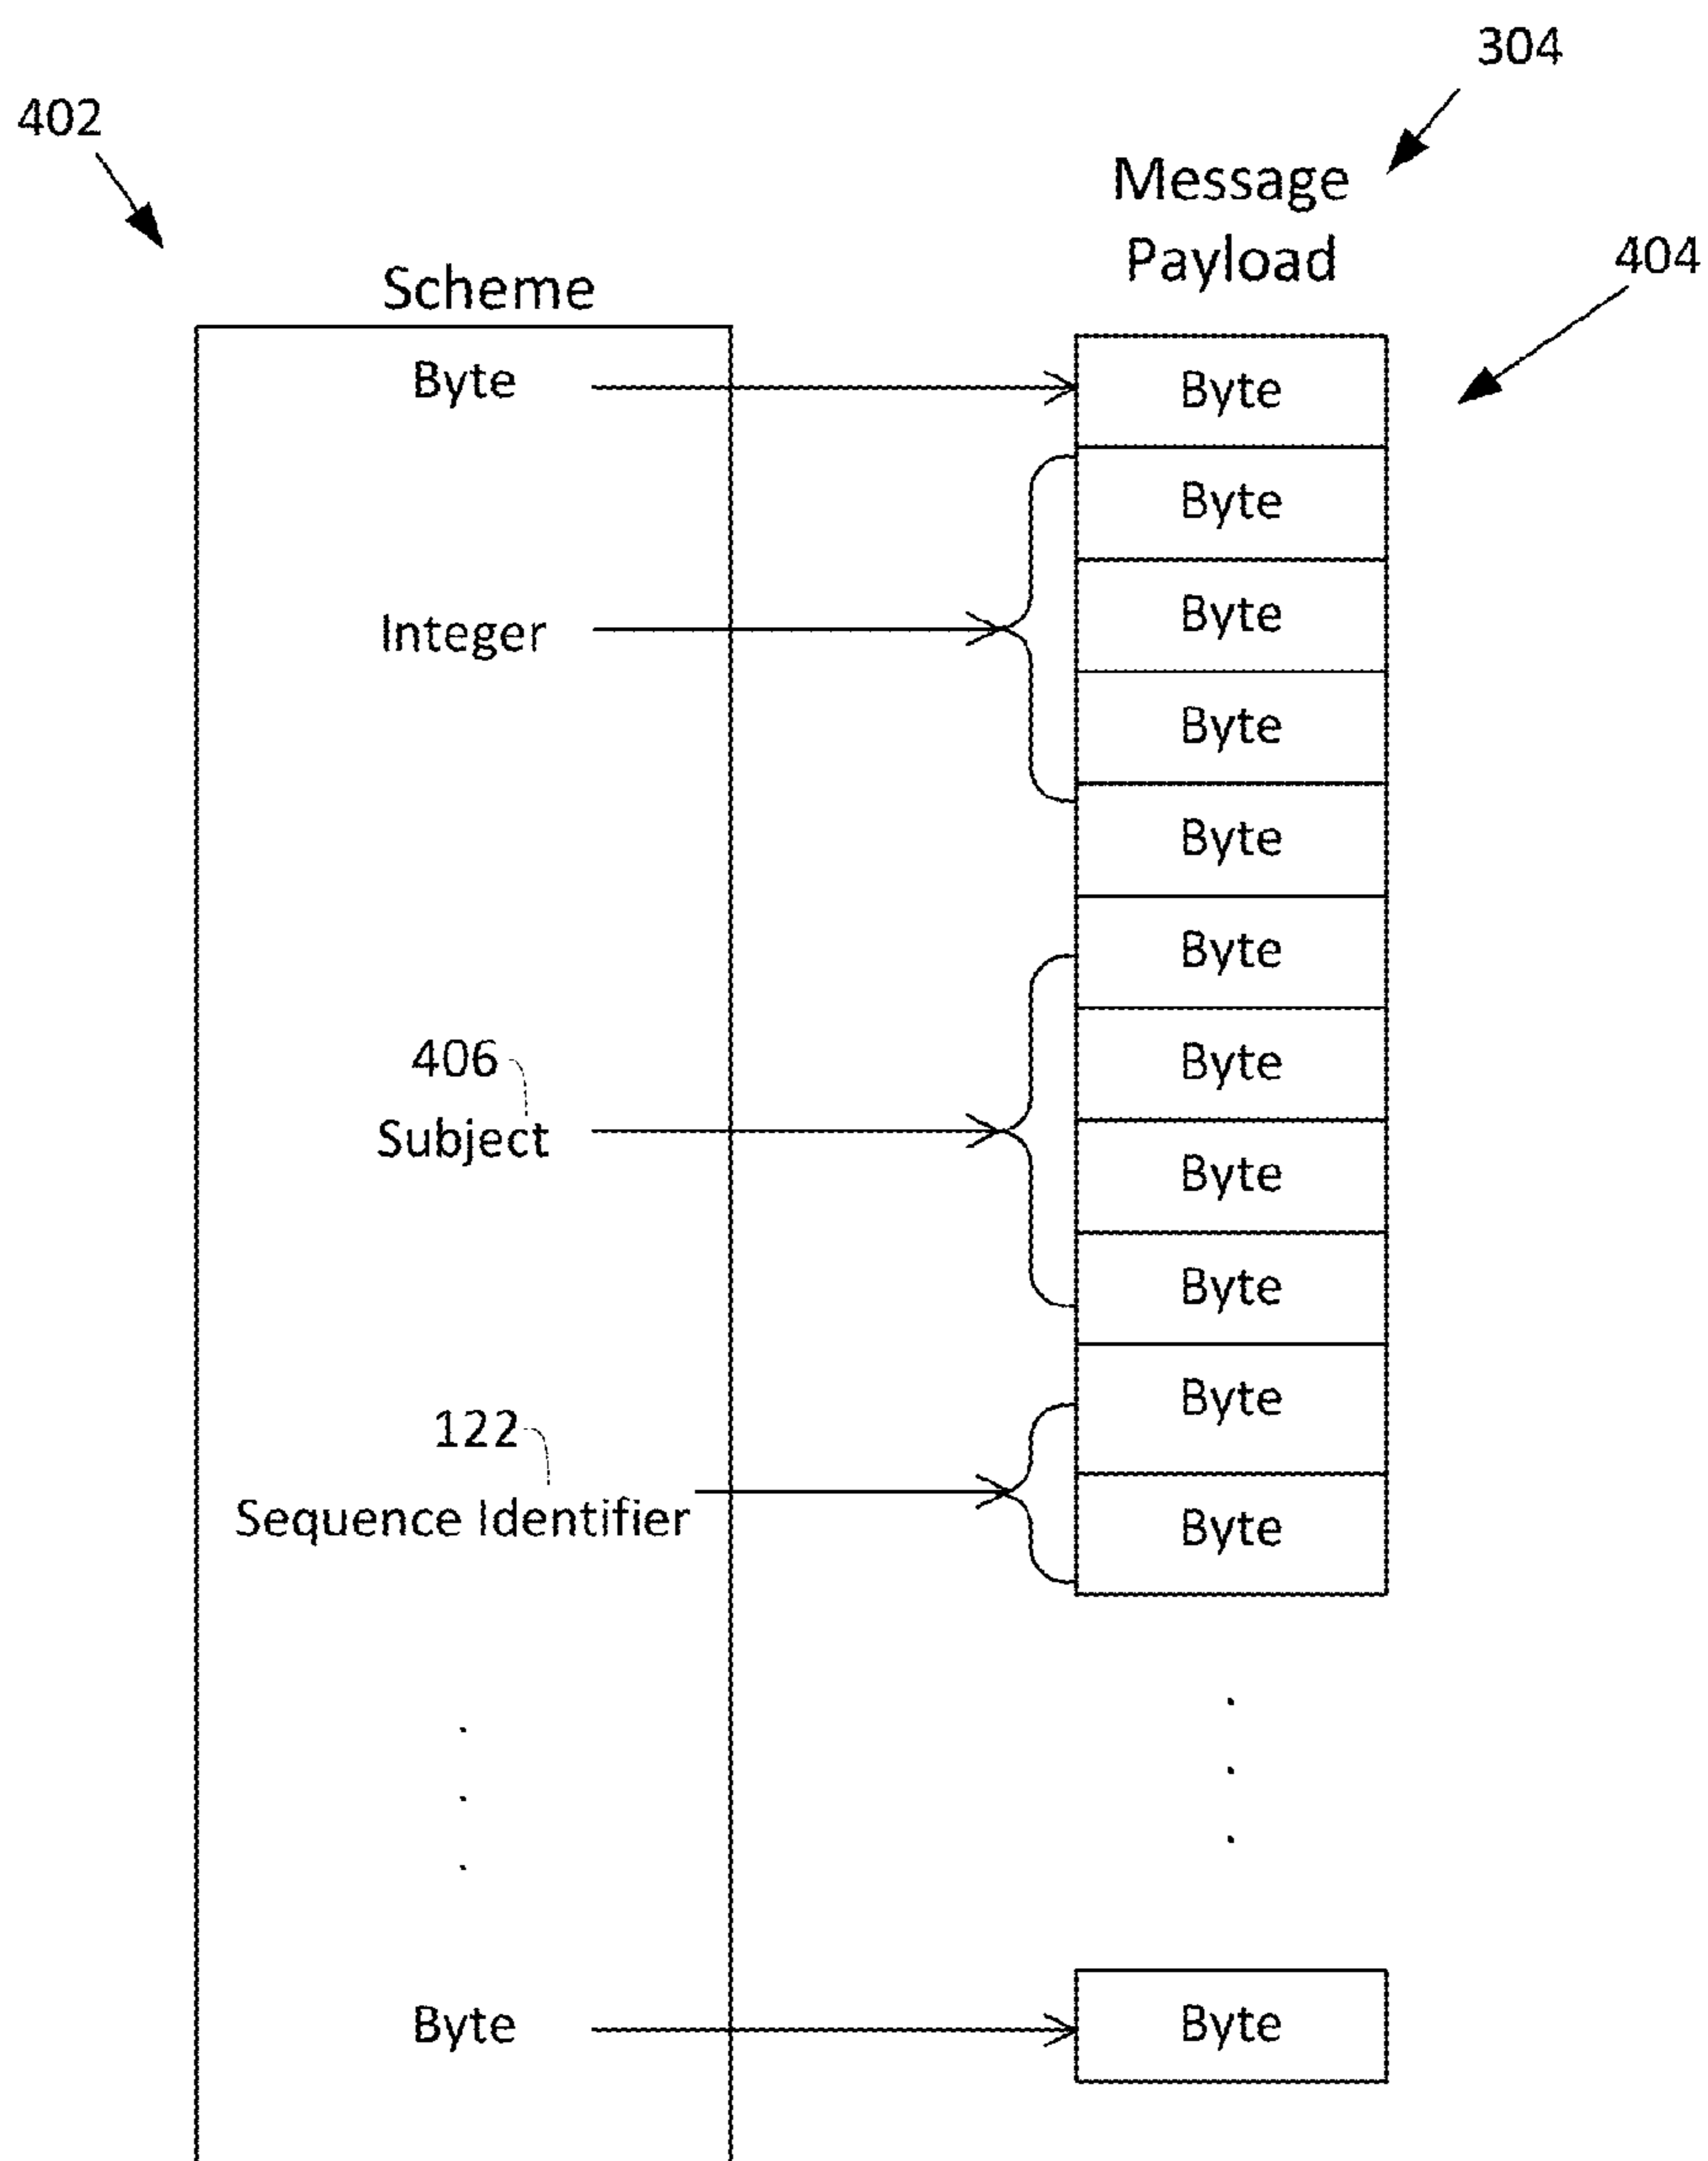 304
402
Message
Payload
404
Scheme
Byte
Byte
Byte
Integer
Byte
Byte
Byte
Byte
406
Byte
Subject
Byte
Byte
122
Byte
Sequence Identifier
Byte
.
.
.
.
.
.
Byte
Byte